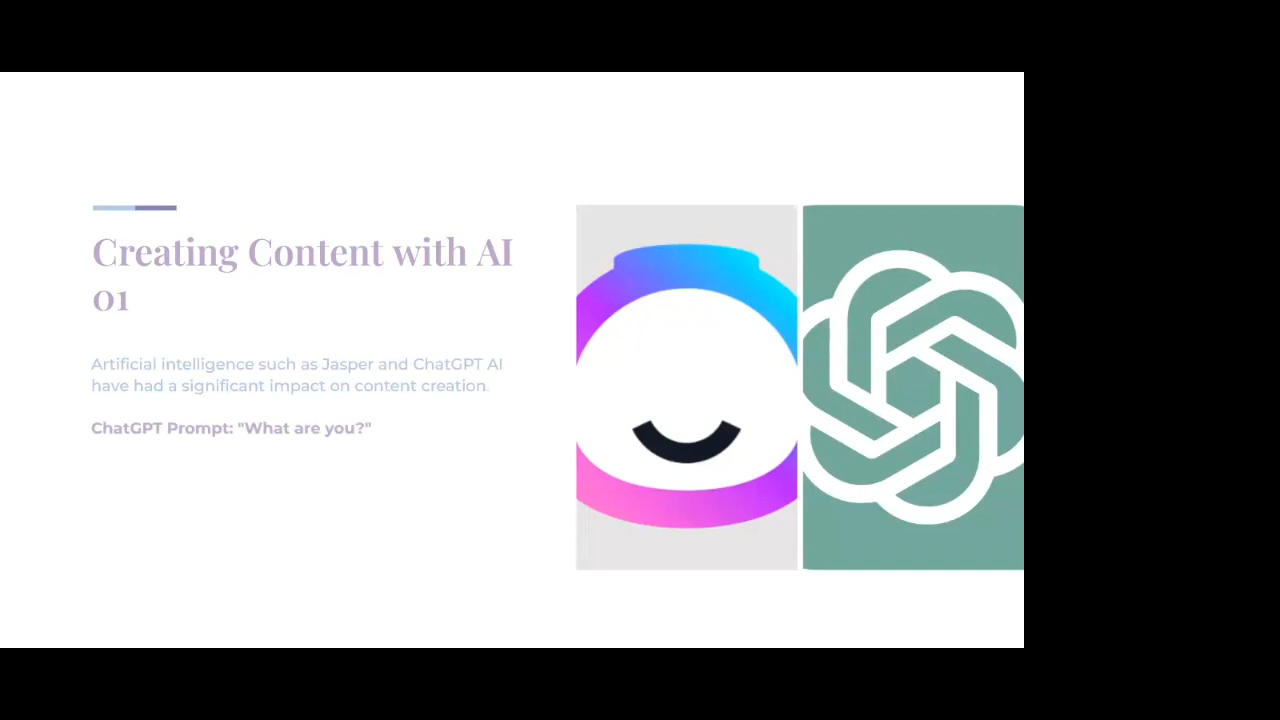 Creating Content with AI
01
Artificial intelligence such as Jasper and ChatGPT AI
have had a significant impact on content creation.
ChatGPT Prompt: "What are you?"